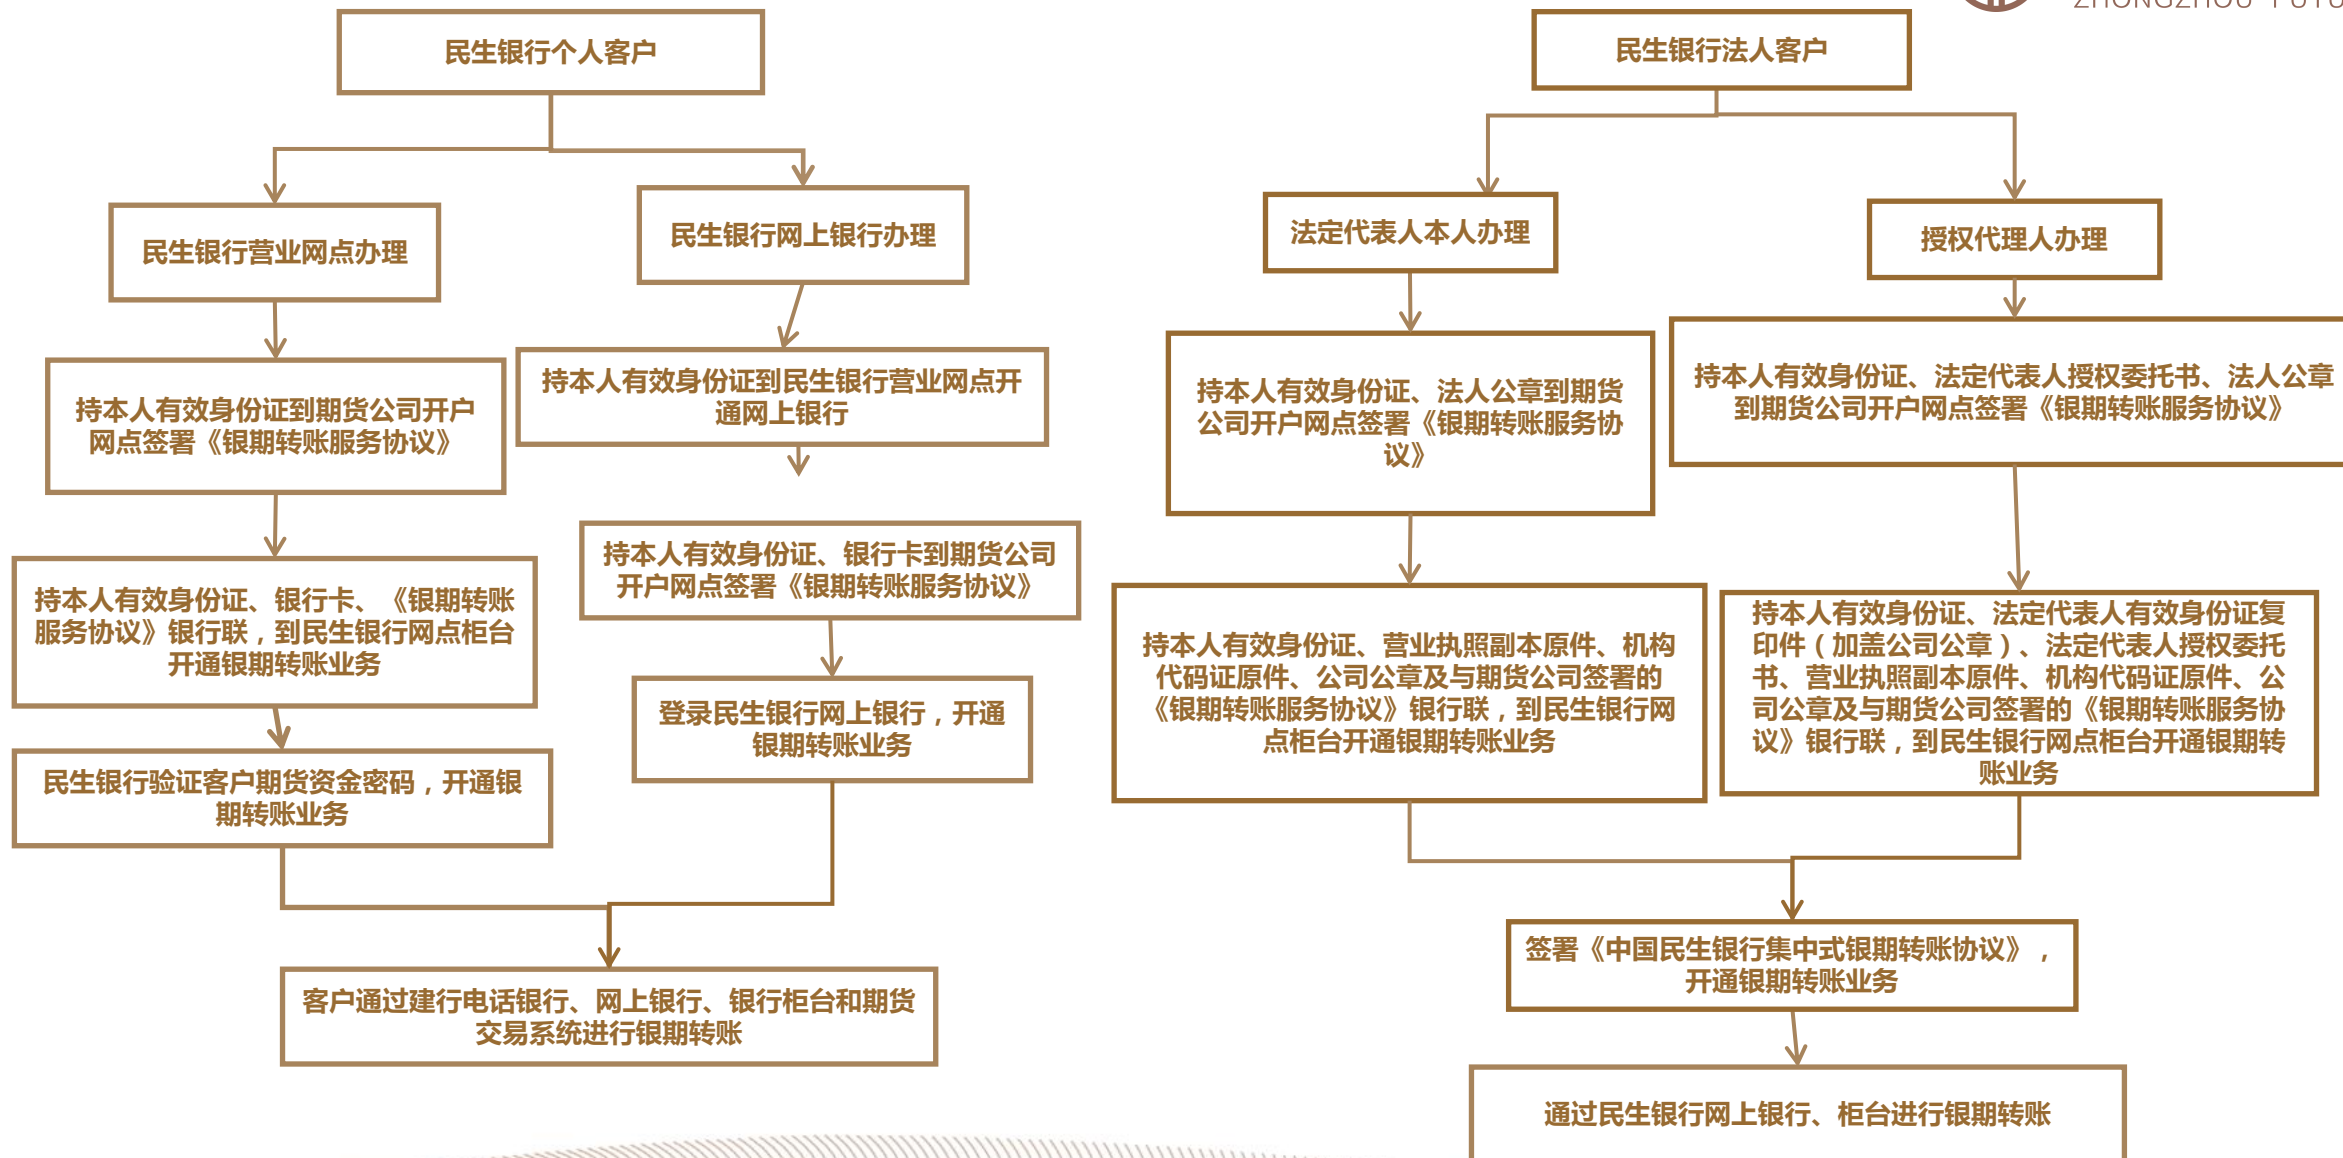 ZHONGZHOU FUTU
民生银行个人客户
民生银行营业网点办理
民生银行网上银行办理
持本人有效身份证到期货公司开户
网点签署《银期转账服务协议》
持本人有效身份证到民生银行营业网点开
通网上银行
持本人有效身份证、银行卡、《银期转账
服务协议》银行联，到民生银行网点柜台
开通银期转账业务
持本人有效身份证、银行卡到期货公司
开户网点签署《银期转账服务协议》
民生银行验证客户期货资金密码，开通银
期转账业务
登录民生银行网上银行，开通
银期转账业务
客户通过建行电话银行、网上银行、银行柜台和期货
交易系统进行银期转账
民生银行法人客户
法定代表人本人办理
授权代理人办理
持本人有效身份证、法人公章到期货
公司开户网点签署《银期转账服务协
议》
持本人有效身份证、法定代表人授权委托书、法人公章
到期货公司开户网点签署《银期转账服务协议》
持本人有效身份证、营业执照副本原件、机构
代码证原件、公司公章及与期货公司签署的
《银期转账服务协议》银行联，到民生银行网
点柜台开通银期转账业务
持本人有效身份证、法定代表人有效身份证复
印件（加盖公司公章）、法定代表人授权委托
书、营业执照副本原件、机构代码证原件、公
司公章及与期货公司签署的《银期转账服务协
议》银行联，到民生银行网点柜台开通银期转
账业务
签署《中国民生银行集中式银期转账协议》，
开通银期转账业务
通过民生银行网上银行、柜台进行银期转账